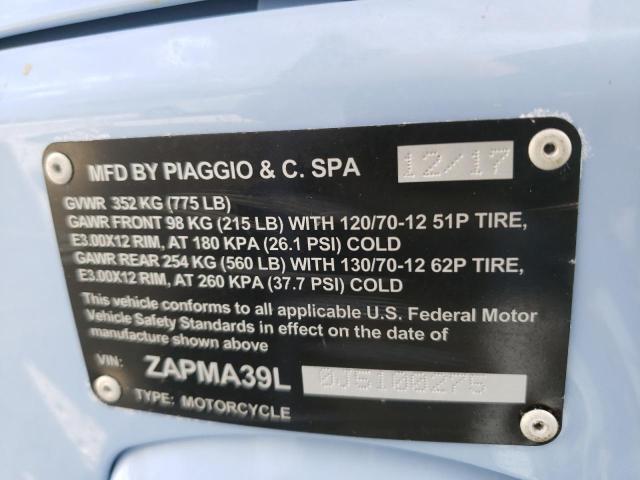 MFD BY PIAGGIO & C. SPA 12/17
GVWR 352 KG (775 LB)
GAWR FRONT 98 KG (215 LB) WITH 120/70-12 51P TIRE,
E3.00X12 RIM, AT 180 KPA (26.1 PSI) COLD
GAWR REAR 254 KG (560 LB) WITH 130/70-12 62P TIRE,
E3.00X12 RIM, AT 260 KPA (37.7 PSI) COLD
This vehicle conforms to all applicable U.S. Federal Motor
Vehicle Safety Standards in effect on the date of
manufacture shown above
VIN: ZAPMA39L 0J5100275
TYPE: MOTORCYCLE